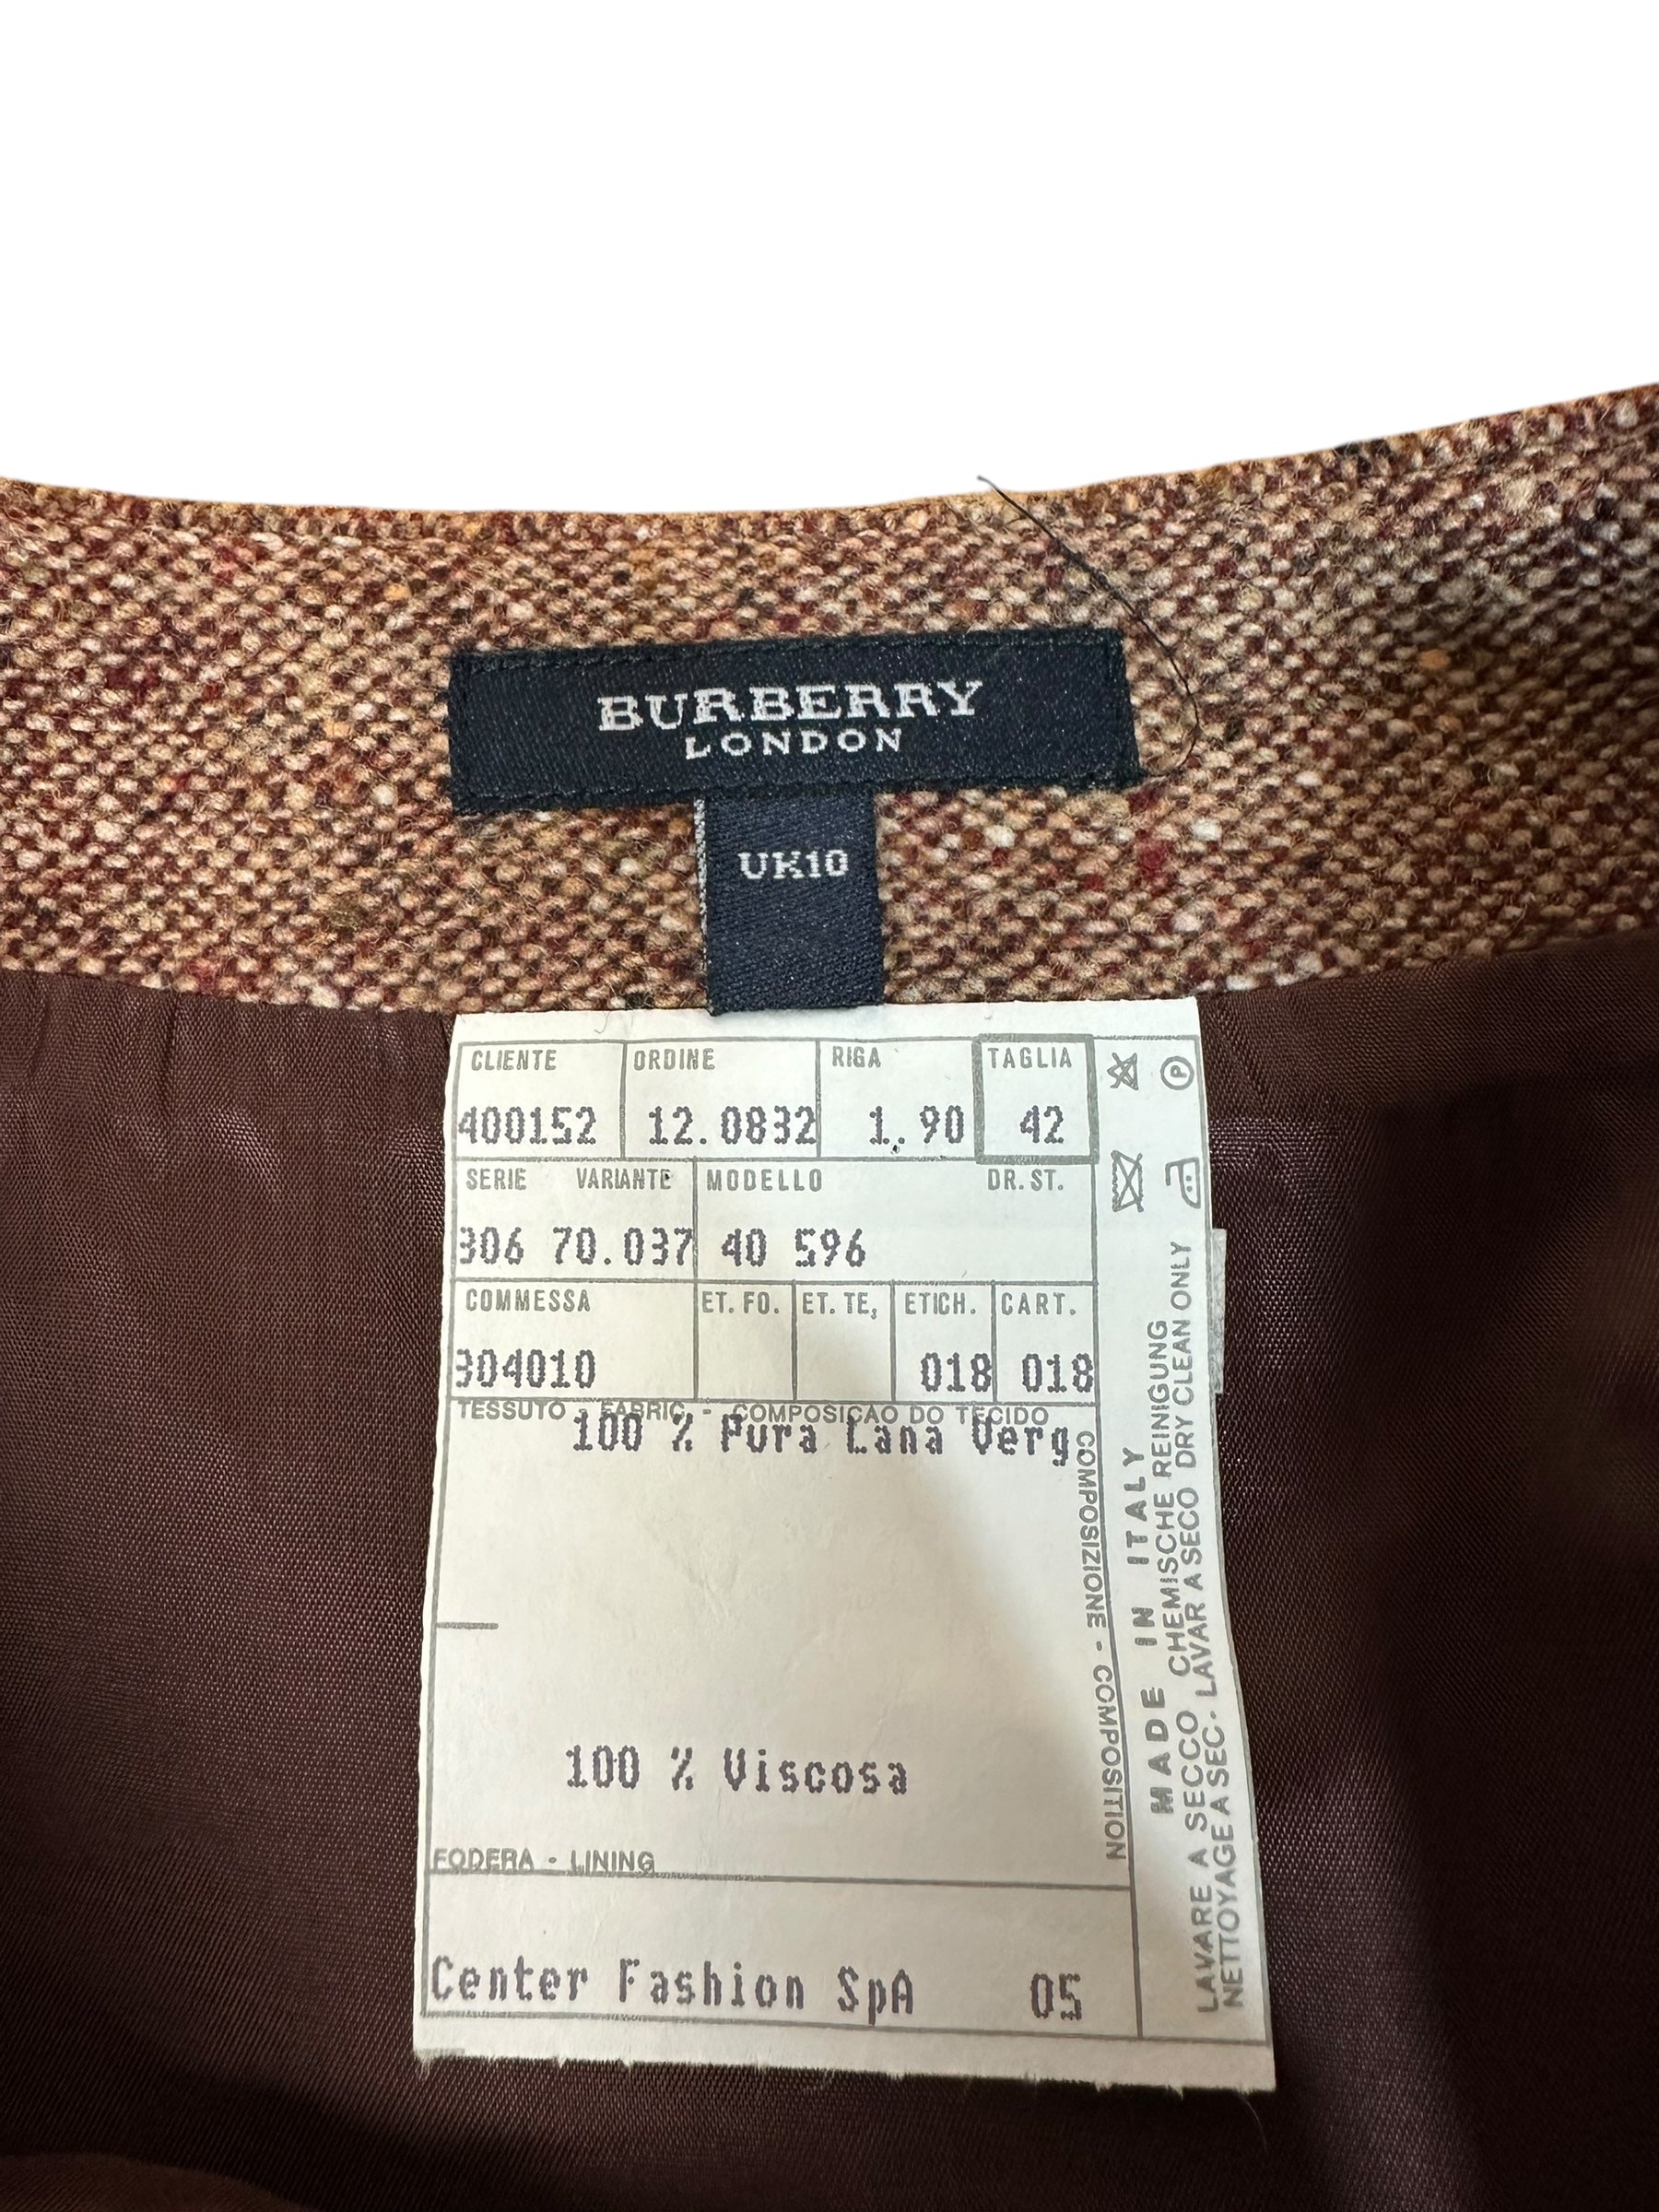 BURBERRY
LONDON
UK10
CLIENTE ORDINE RIGA TAGLIA
400152 12.0832 1.90 42
SERIE VARIANTE MODELLO DR. ST.
306 70.037 40 596
COMMESSA ET. FO. ET. TE. ETICH. CART.
304010 018 018
TESSUTO - FABRIC - COMPOSIÇAO DO TECIDO
100 % Pura Lana Verg.
COMPOSIZIONE - COMPOSITION
100 % Viscosa
FODERA - LINING
Center Fashion SpA 05
P
MADE IN ITALY
LAVARE A SECCO CHEMISCHE REINIGUNG
NETTOYAGE A SEC. LAVAR A SECO DRY CLEAN ONLY